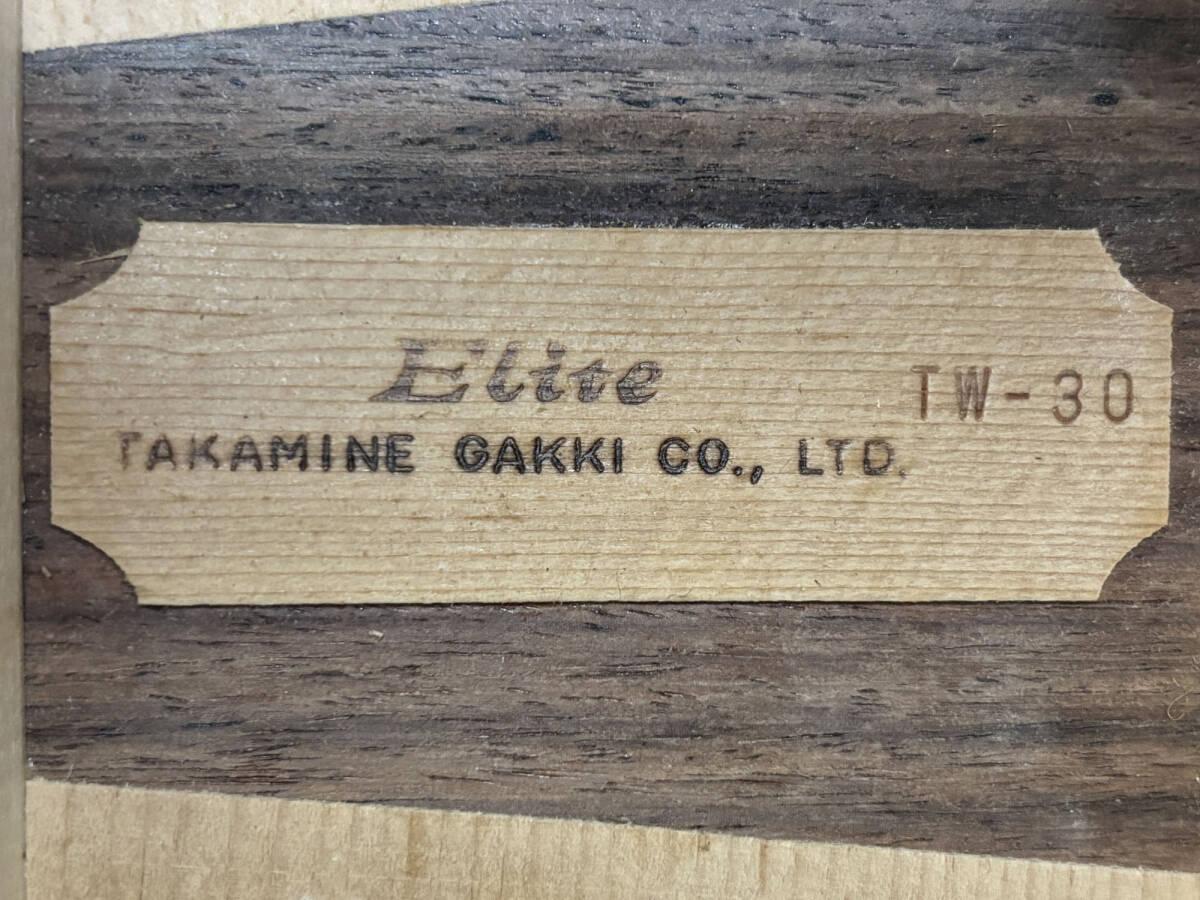 Elite
TW-30
TAKAMINE GAKKI CO., LTD.